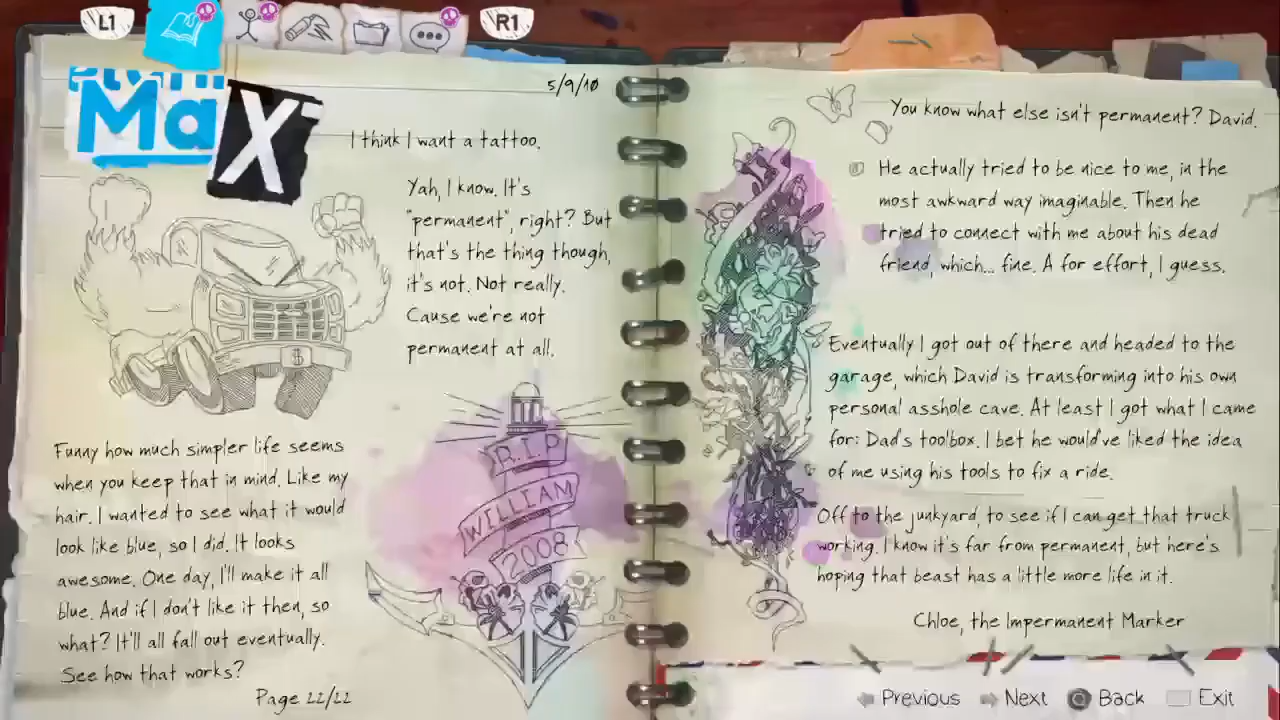 L1
R1
5/9/10
Ma
X
I think I want a tattoo.
Yah, I know. It's
"permanent", right? But
that's the thing though,
it's not. Not really.
Cause we're not
permanent at all.
Funny how much simpler life seems
when you keep that in mind. Like my
hair. I wanted to see what it would
look like blue, so I did. It looks
awesome. One day, I'll make it all
blue. And if I don't like it then, so
what? It'll all fall out eventually.
See how that works?
R.I.P
WILLIAM
2008
Page 22/22
You know what else isn't permanent? David.
He actually tried to be nice to me, in the
most awkward way imaginable. Then he
tried to connect with me about his dead
friend, which... fine. A for effort, I guess.
Eventually I got out of there and headed to the
garage, which David is transforming into his own
personal asshole cave. At least I got what I came
for: Dad's toolbox. I bet he would've liked the idea
of me using his tools to fix a ride.
Off to the junkyard, to see if I can get that truck
working. I know it's far from permanent, but here's
hoping that beast has a little more life in it.
Chloe, the Impermanent Marker
Previous
Next
Back
Exit